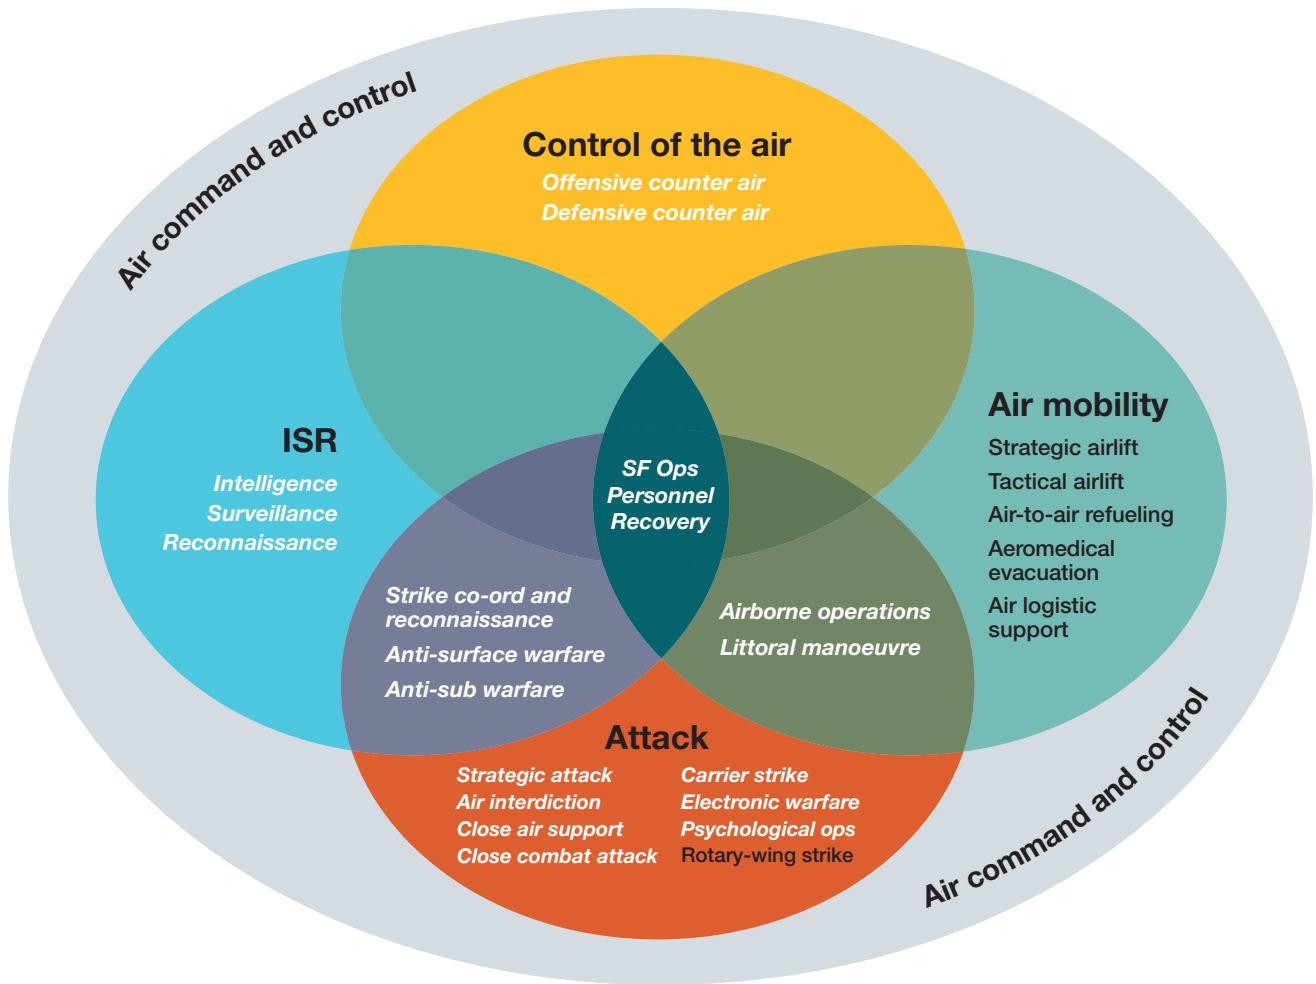 Air command and control
Control of the air
Offensive counter air
Defensive counter air
ISR
Intelligence
Surveillance
Reconnaissance
SF Ops
Personnel
Recovery
Air mobility
Strategic airlift
Tactical airlift
Air-to-air refueling
Aeromedical
evacuation
Air logistic
support
Strike co-ord and
reconnaissance
Anti-surface warfare
Anti-sub warfare
Airborne operations
Littoral manoeuvre
Attack
Strategic attack
Air interdiction
Close air support
Close combat attack
Carrier strike
Electronic warfare
Psychological ops
Rotary-wing strike
Air command and control